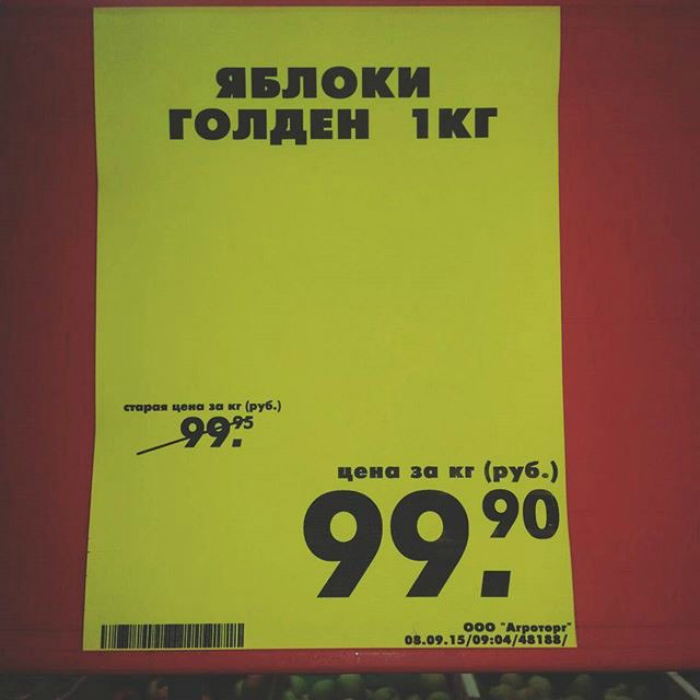 ЯБЛОКИ
ГОЛДЕН 1КГ
старая цена за кг (руб.)
99.95
цена за кг (руб.)
99.90
ООО "Агроторг"
08.09.15/09:04/48188/